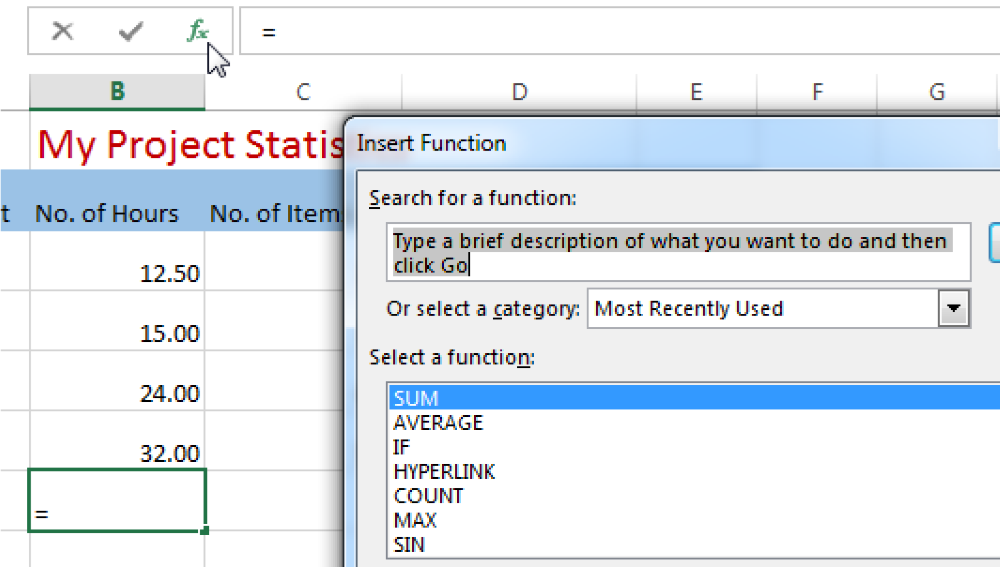 fx =
B C D E F G
My Project Statis
Insert Function
Search for a function:
t No. of Hours No. of Item
Type a brief description of what you want to do and then
click Go
12.50
Or select a category: Most Recently Used
15.00
Select a function:
24.00
SUM
AVERAGE
IF
32.00
HYPERLINK
COUNT
=
MAX
SIN